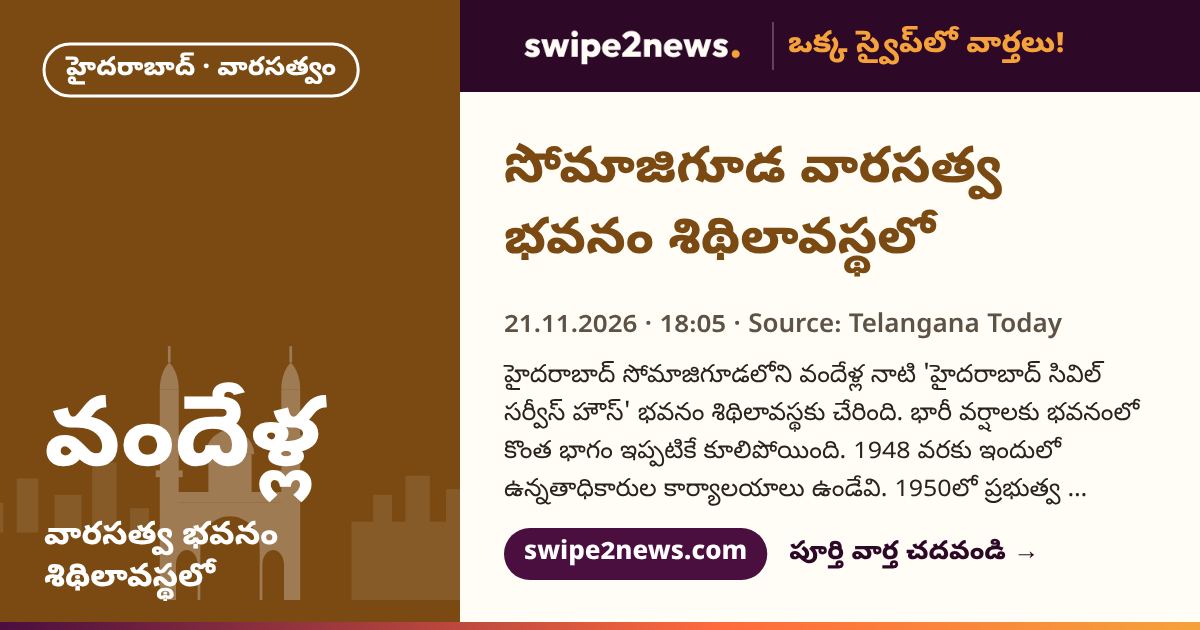 హైదరాబాద్ · వారసత్వం
వందేళ్ల
వారసత్వ భవనం
శిథిలావస్థలో
swipe2news.
ఒక్క స్వైప్‌లో వార్తలు!
సోమాజిగూడ వారసత్వ
భవనం శిథిలావస్థలో
21.11.2026 · 18:05 · Source: Telangana Today
హైదరాబాద్ సోమాజిగూడలోని వందేళ్ల నాటి 'హైదరాబాద్ సివిల్
సర్వీస్ హౌస్' భవనం శిథిలావస్థకు చేరింది. భారీ వర్షాలకు భవనంలో
కొంత భాగం ఇప్పటికే కూలిపోయింది. 1948 వరకు ఇందులో
ఉన్నతాధికారుల కార్యాలయాలు ఉండేవి. 1950లో ప్రభుత్వ ...
swipe2news.com
పూర్తి వార్త చదవండి →